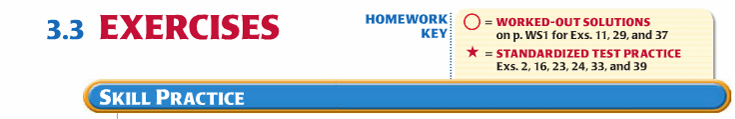 3.3 EXERCISES
HOMEWORK
KEY
= WORKED-OUT SOLUTIONS
on p. WS1 for Exs. 11, 29, and 37
★ = STANDARDIZED TEST PRACTICE
Exs. 2, 16, 23, 24, 33, and 39
SKILL PRACTICE